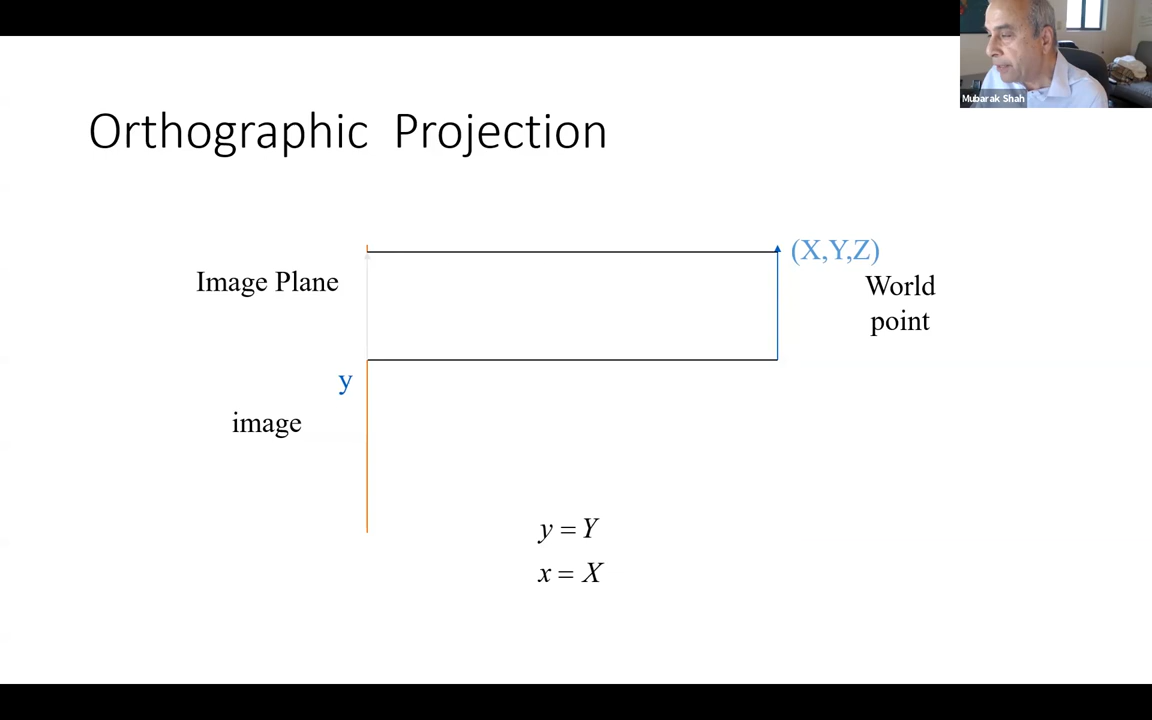 Mubarak Shah
Orthographic Projection
(X,Y,Z)
Image Plane
World
point
y
image
y = Y
x = X